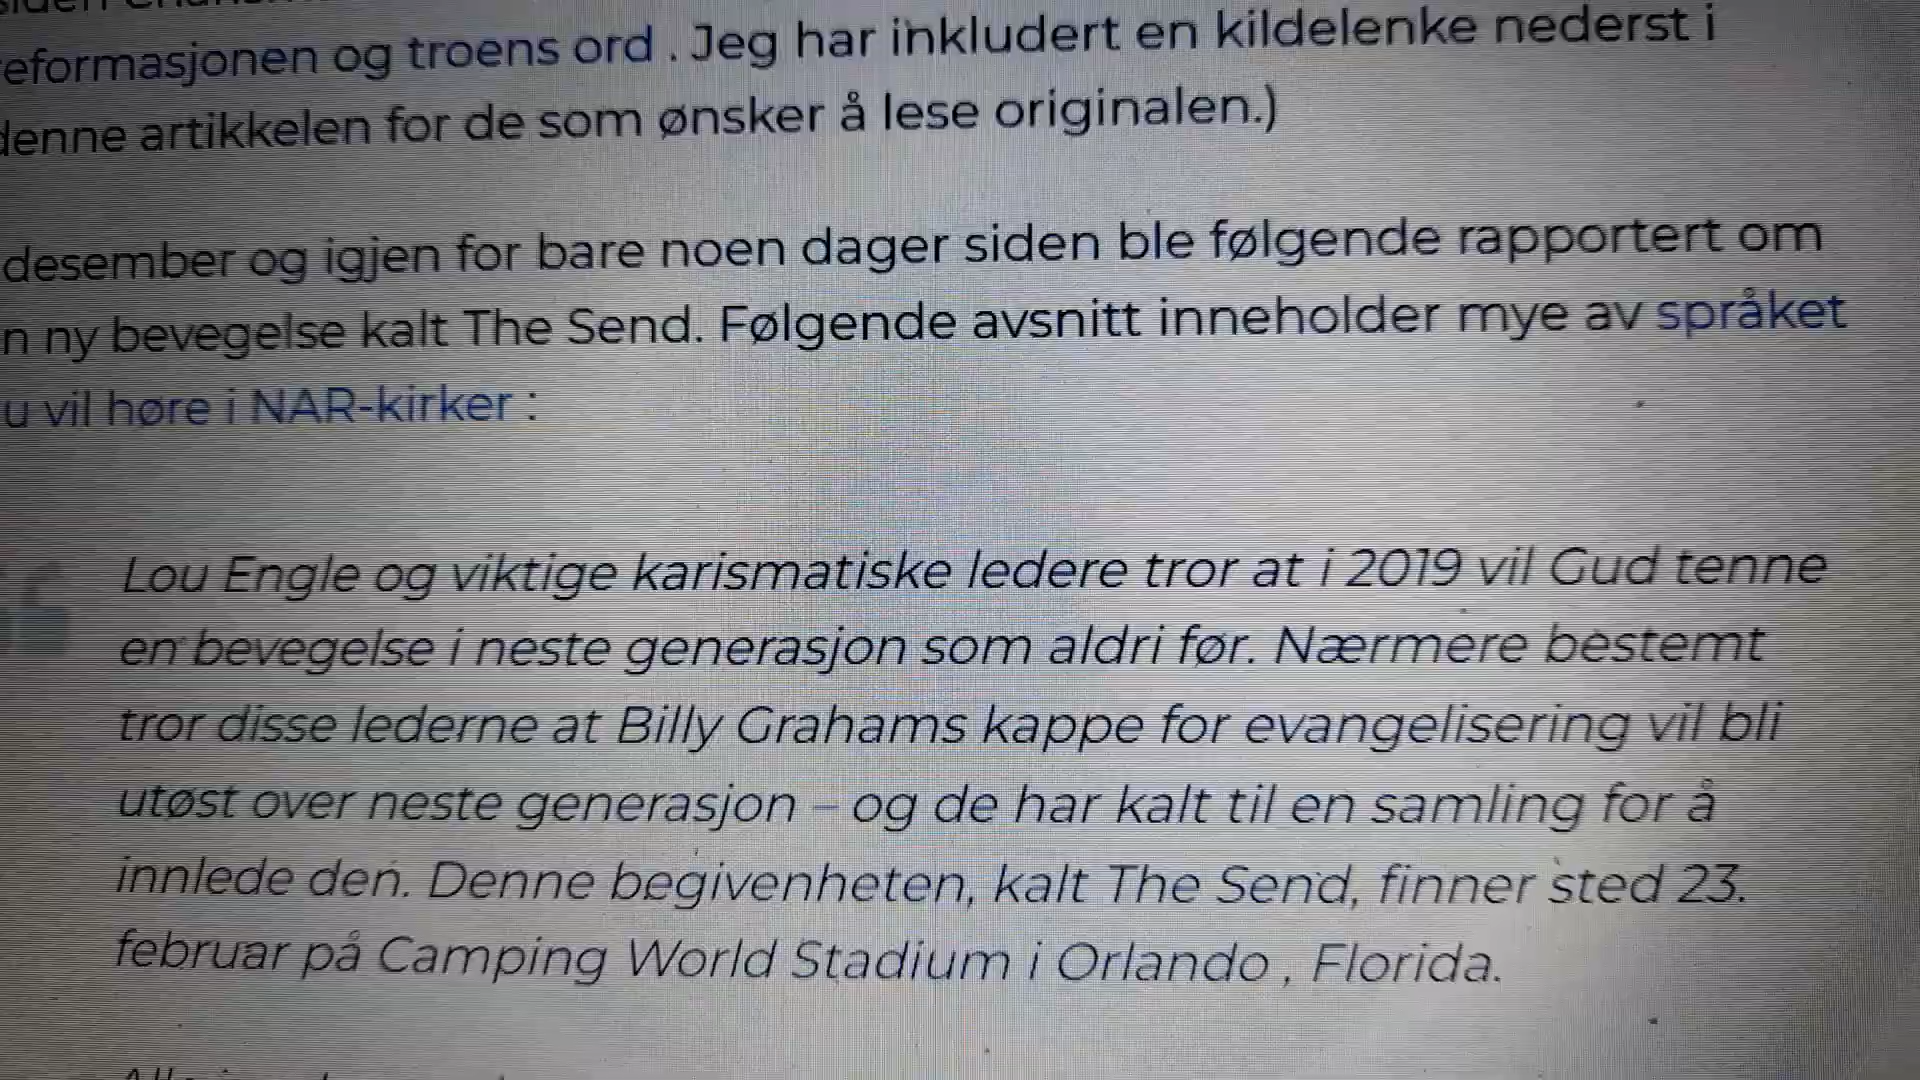 eformasjonen og troens ord . Jeg har inkludert en kildelenke nederst i
denne artikkelen for de som ønsker å lese originalen.)
desember og igjen for bare noen dager siden ble følgende rapportert om
n ny bevegelse kalt The Send. Følgende avsnitt inneholder mye av språket
u vil høre i NAR-kirker :
Lou Engle og viktige karismatiske ledere tror at i 2019 vil Gud tenne
en bevegelse i neste generasjon som aldri før. Nærmere bestemt
tror disse lederne at Billy Grahams kappe for evangelisering vil bli
utøst over neste generasjon – og de har kalt til en samling for å
innlede den. Denne begivenheten, kalt The Send, finner sted 23.
februar på Camping World Stadium i Orlando , Florida.